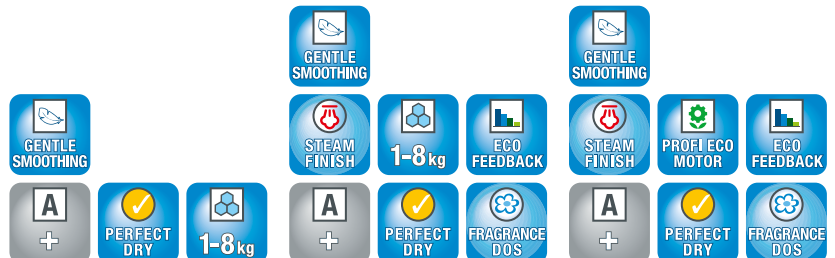 GENTLE
SMOOTHING
GENTLE
SMOOTHING
GENTLE
SMOOTHING
STEAM
FINISH
1-8 kg
ECO
FEEDBACK
STEAM
FINISH
PROFI ECO
MOTOR
ECO
FEEDBACK
A
+
PERFECT
DRY
1-8 kg
A
+
PERFECT
DRY
FRAGRANCE
DOS
A
+
PERFECT
DRY
FRAGRANCE
DOS